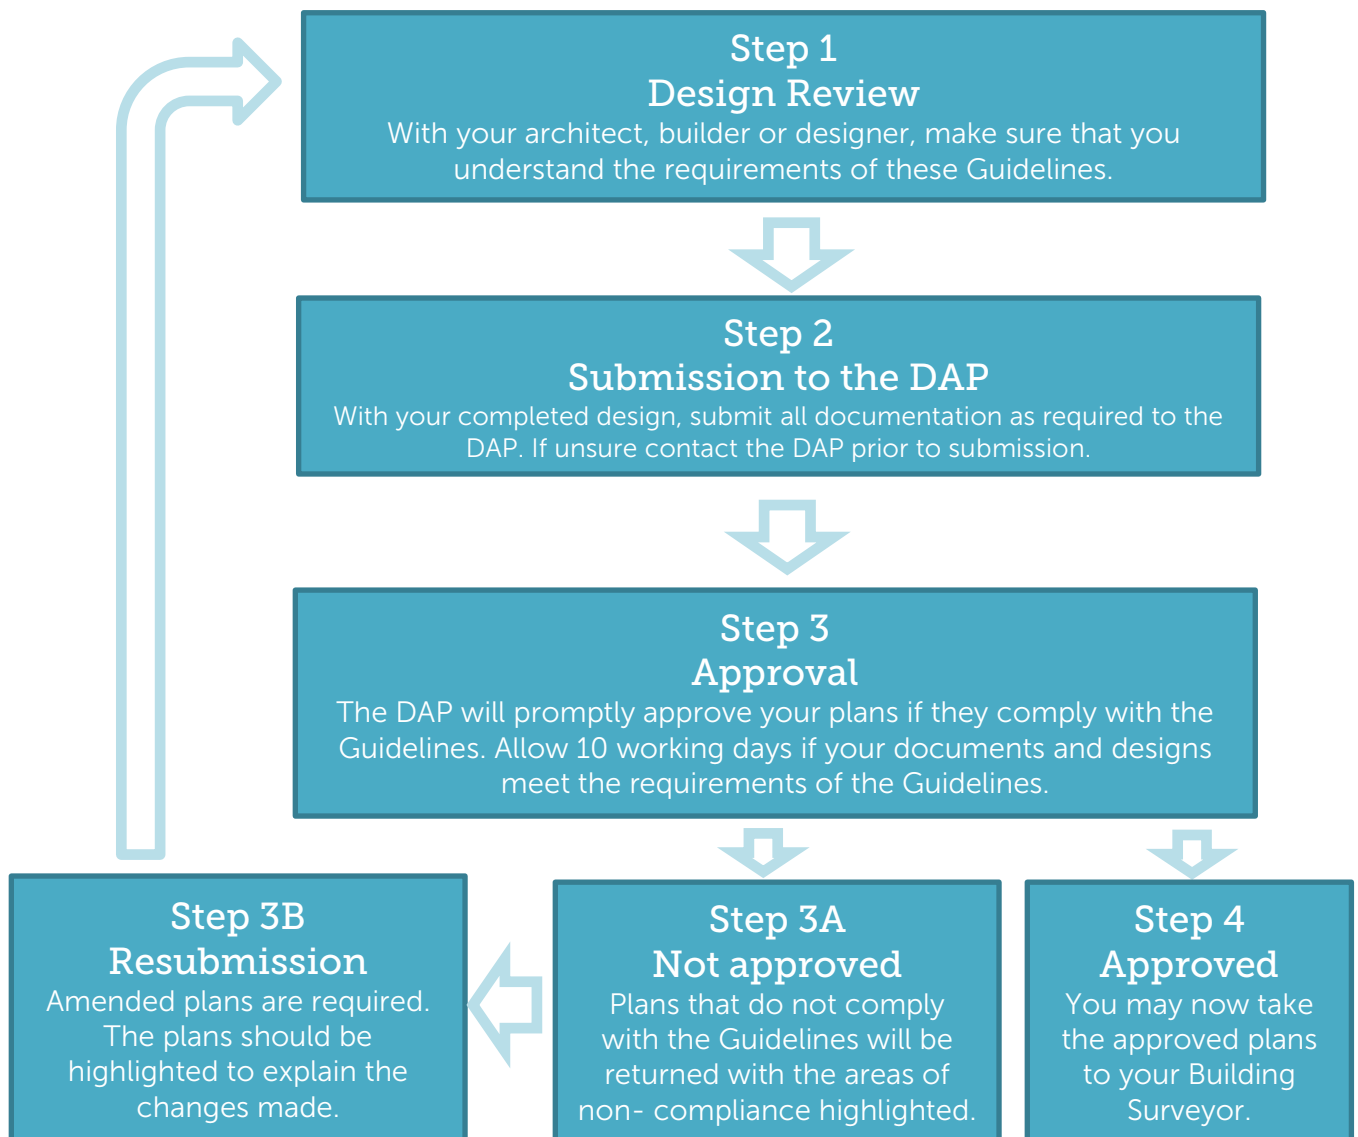 Step 1
Design Review
With your architect, builder or designer, make sure that you
understand the requirements of these Guidelines.
Step 2
Submission to the DAP
With your completed design, submit all documentation as required to the
DAP. If unsure contact the DAP prior to submission.
Step 3
Approval
The DAP will promptly approve your plans if they comply with the
Guidelines. Allow 10 working days if your documents and designs
meet the requirements of the Guidelines.
Step 3B
Resubmission
Amended plans are required.
The plans should be
highlighted to explain the
changes made.
Step 3A
Not approved
Plans that do not comply
with the Guidelines will be
returned with the areas of
non- compliance highlighted.
Step 4
Approved
You may now take
the approved plans
to your Building
Surveyor.